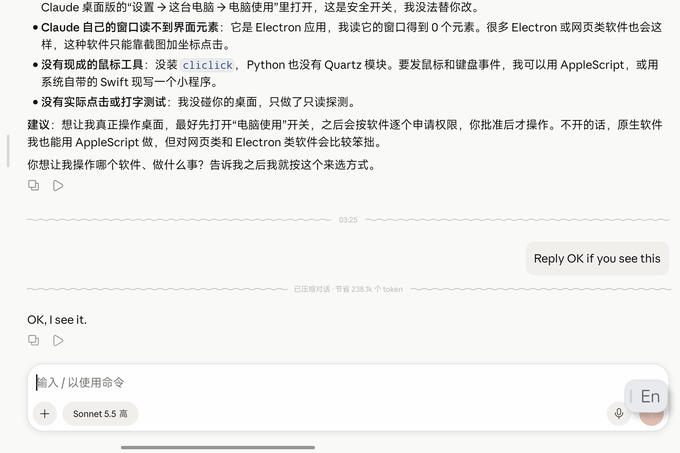 Claude 桌面版的“设置 → 这台电脑 → 电脑使用”里打开，这是安全开关，我没法替你改。
• Claude 自己的窗口读不到界面元素：它是 Electron 应用，我读它的窗口得到 0 个元素。很多 Electron 或网页类软件也会这
样，这种软件只能靠截图加坐标点击。
• 没有现成的鼠标工具：没装 cliclick，Python 也没有 Quartz 模块。要发鼠标和键盘事件，我可以用 AppleScript，或用
系统自带的 Swift 现写一个小程序。
• 没有实际点击或打字测试：我没碰你的桌面，只做了只读探测。
建议：想让我真正操作桌面，最好先打开“电脑使用”开关，之后会按软件逐个申请权限，你批准后才操作。不开的话，原生软件
我也能用 AppleScript 做，但对网页类和 Electron 类软件会比较笨拙。
你想让我操作哪个软件、做什么事？告诉我之后我就按这个来选方式。
03:25
Reply OK if you see this
已压缩对话 · 节省 238.1k 个 token
OK, I see it.
输入 / 以使用命令
Sonnet 5.5 高
En